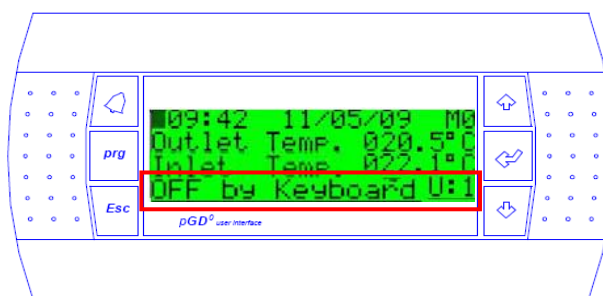 09:42 11/05/09 M0
Outlet Temp. 020.5°C
Inlet Temp. 022.1°C
OFF by Keyboard U:1
prg
Esc
pGD⁰ user interface